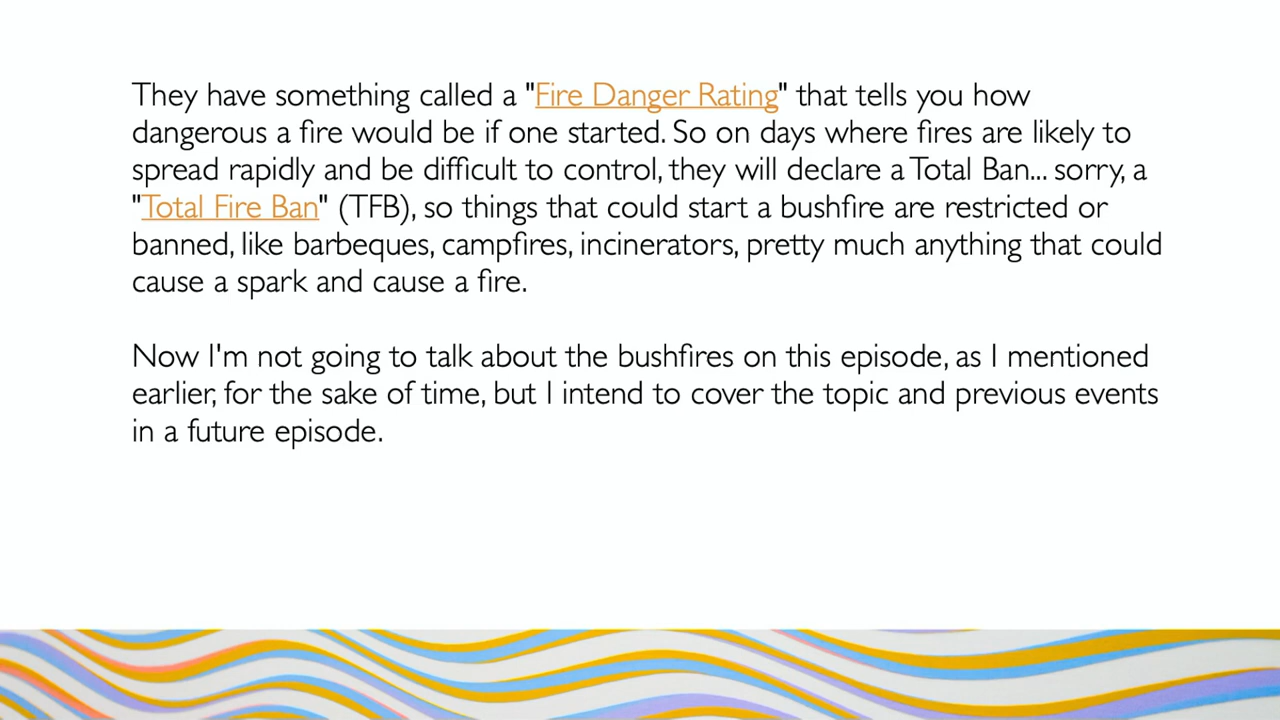 They have something called a "Fire Danger Rating" that tells you how
dangerous a fire would be if one started. So on days where fires are likely to
spread rapidly and be difficult to control, they will declare a Total Ban... sorry, a
"Total Fire Ban" (TFB), so things that could start a bushfire are restricted or
banned, like barbeques, campfires, incinerators, pretty much anything that could
cause a spark and cause a fire.
Now I'm not going to talk about the bushfires on this episode, as I mentioned
earlier, for the sake of time, but I intend to cover the topic and previous events
in a future episode.